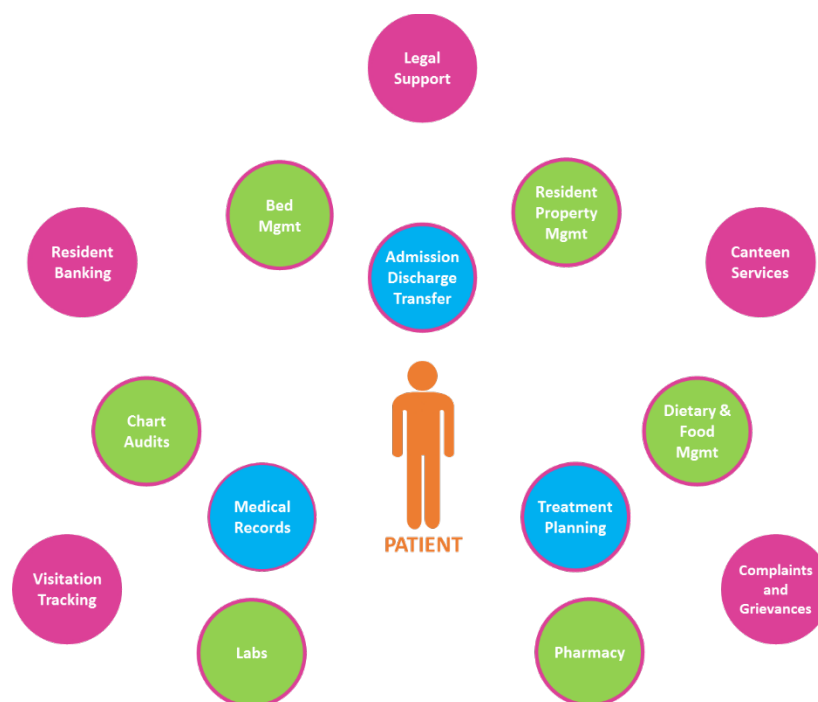 Legal
Support
Bed
Mgmt
Resident
Property
Mgmt
Resident
Banking
Admission
Discharge
Transfer
Canteen
Services
Chart
Audits
Dietary &
Food
Mgmt
Medical
Records
Treatment
Planning
PATIENT
Visitation
Tracking
Complaints
and
Grievances
Labs
Pharmacy